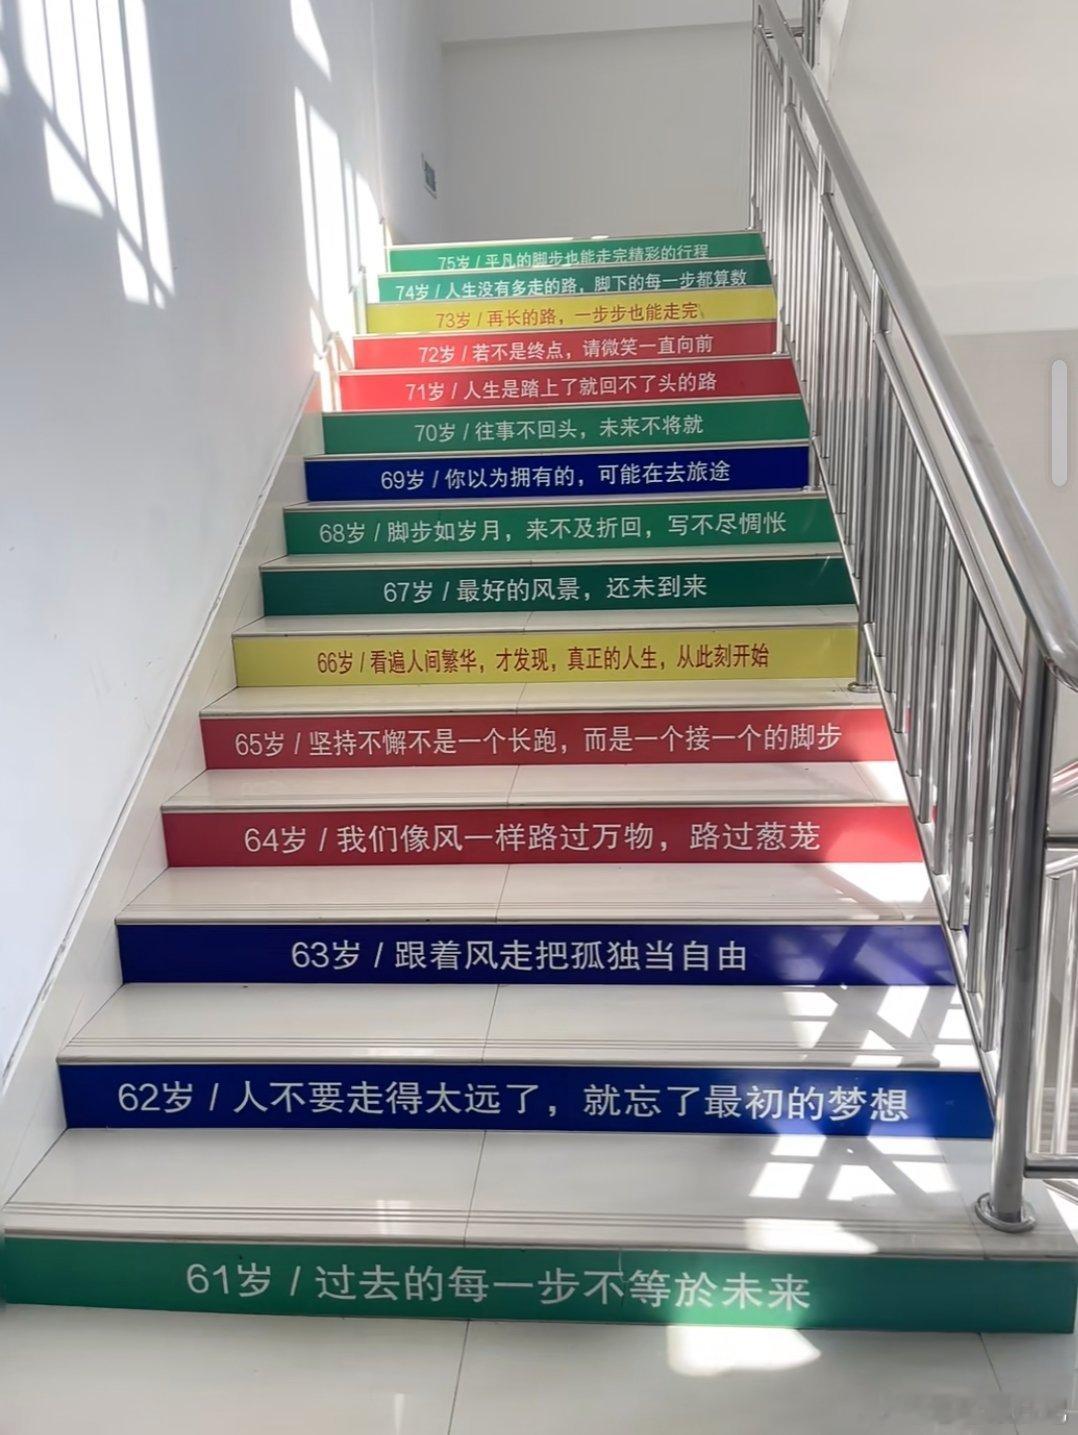 75岁 / 平凡的脚步也能走完精彩的行程
74岁 / 人生没有多走的路，脚下的每一步都算数
73岁 / 再长的路，一步步也能走完
72岁 / 若不是终点，请微笑一直向前
71岁 / 人生是踏上了就回不了头的路
70岁 / 往事不回头，未来不将就
69岁 / 你以为拥有的，可能在去旅途
68岁 / 脚步如岁月，来不及折回，写不尽惆怅
67岁 / 最好的风景，还未到来
66岁 / 看遍人间繁华，才发现，真正的人生，从此刻开始
65岁 / 坚持不懈不是一个长跑，而是一个接一个的脚步
64岁 / 我们像风一样路过万物，路过葱茏
63岁 / 跟着风走把孤独当自由
62岁 / 人不要走得太远了，就忘了最初的梦想
61岁 / 过去的每一步不等於未来